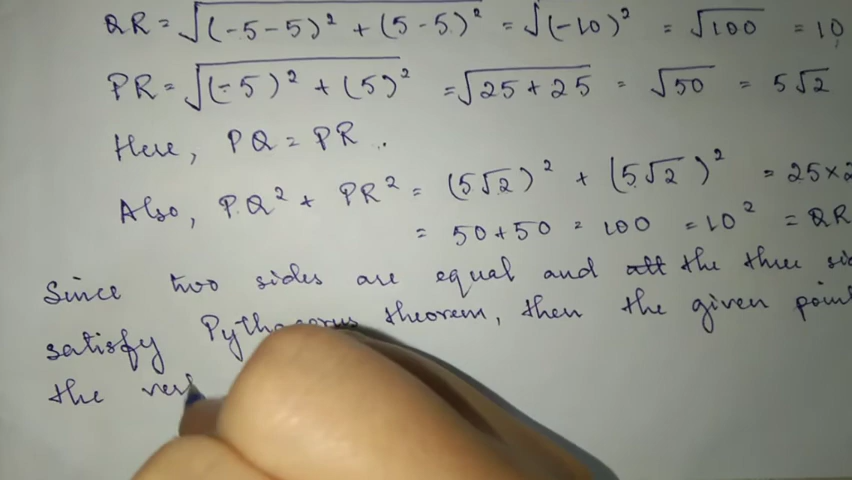 QR = √(-5-5)² + (5-5)² = √(-10)² = √100 = 10
PR = √(-5)² + (5)² = √25+25 = √50 = 5√2
Here, PQ = PR.
Also, PQ² + PR² = (5√2)² + (5√2)² = 25×2
= 50+50 = 100 = 10² = QR
Since two sides are equal and the three
satisfy Pythagorus theorem, then the given
the